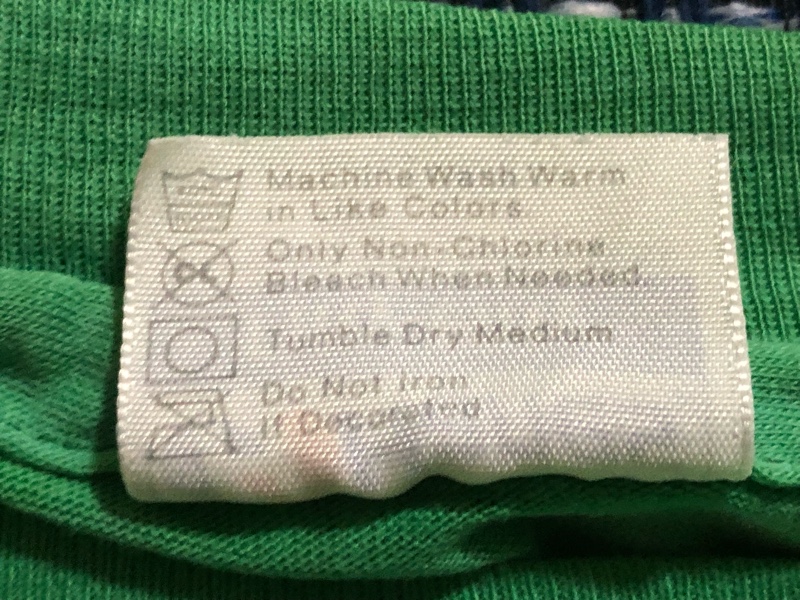 Machine Wash Warm
in Like Colors
Only Non-Chlorine
Bleach When Needed.
Tumble Dry Medium
Do Not Iron
If Decorated